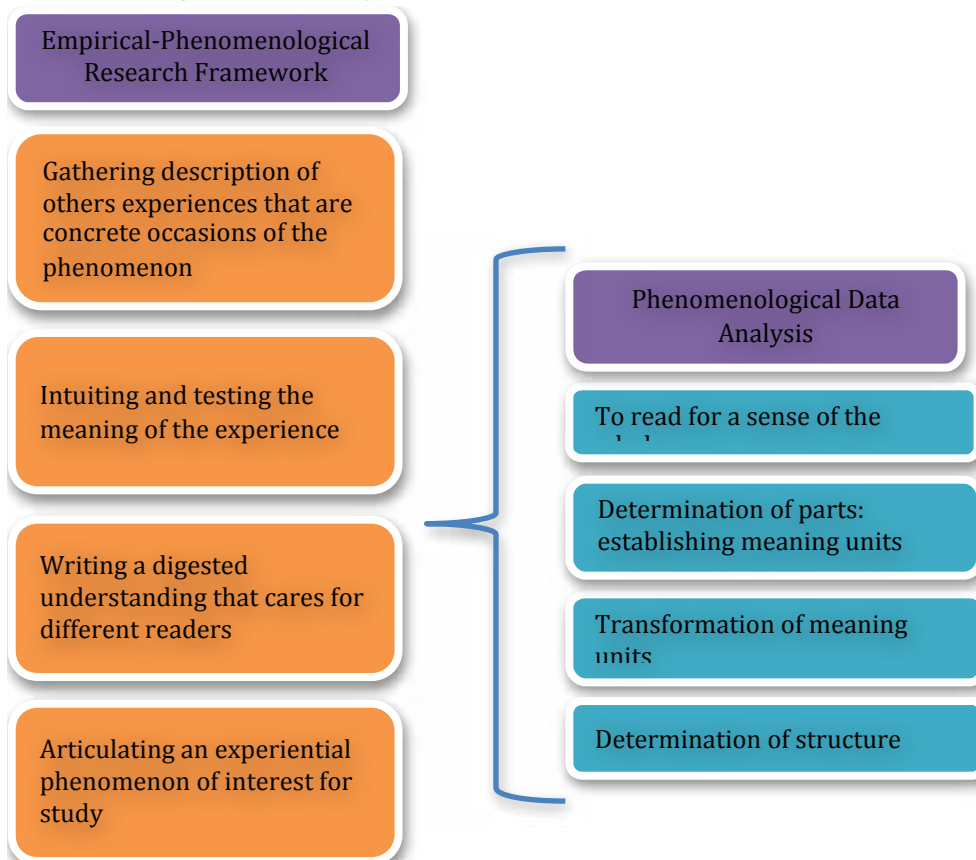 Empirical-Phenomenological
Research Framework
Gathering description of
others experiences that are
concrete occasions of the
phenomenon
Intuiting and testing the
meaning of the experience
Writing a digested
understanding that cares for
different readers
Articulating an experiential
phenomenon of interest for
study
Phenomenological Data
Analysis
To read for a sense of the
Determination of parts:
establishing meaning units
Transformation of meaning
units
Determination of structure